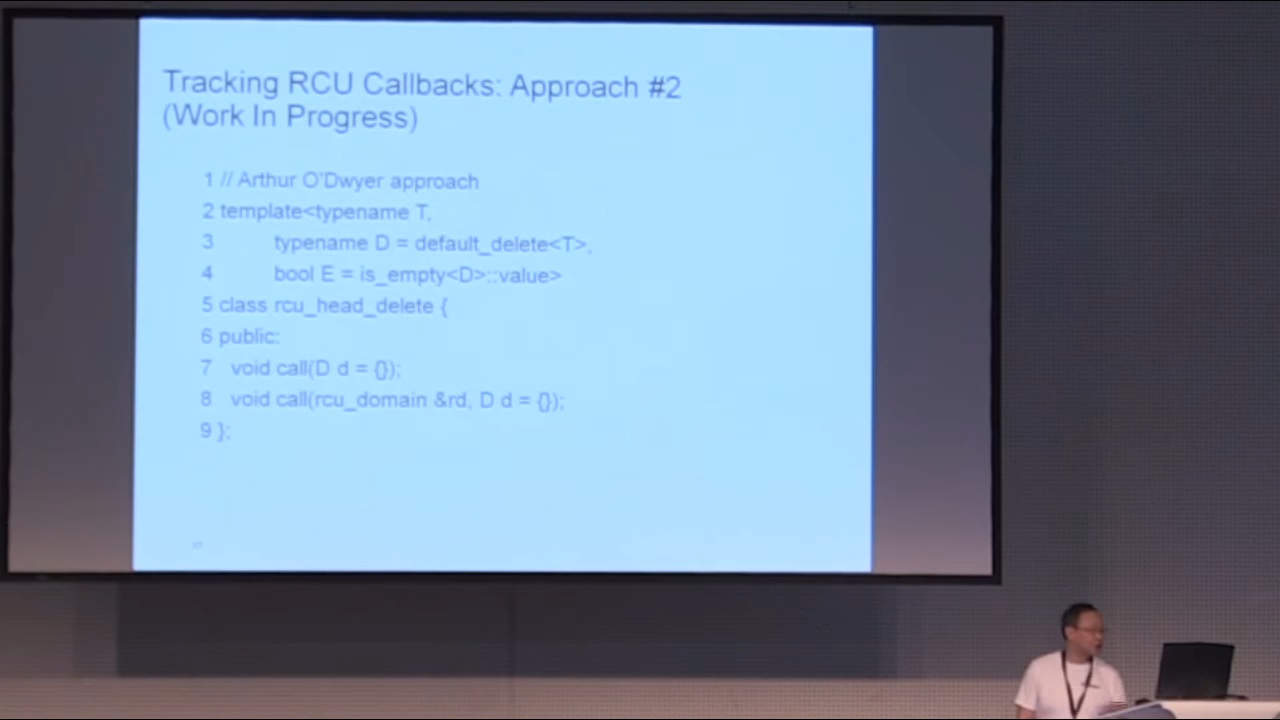 Tracking RCU Callbacks: Approach #2
(Work In Progress)
1 // Arthur O'Dwyer approach
2 template<typename T,
3 typename D = default_delete<T>,
4 bool E = is_empty<D>::value>
5 class rcu_head_delete {
6 public:
7 void call(D d = {});
8 void call(rcu_domain &rd, D d = {});
9 };